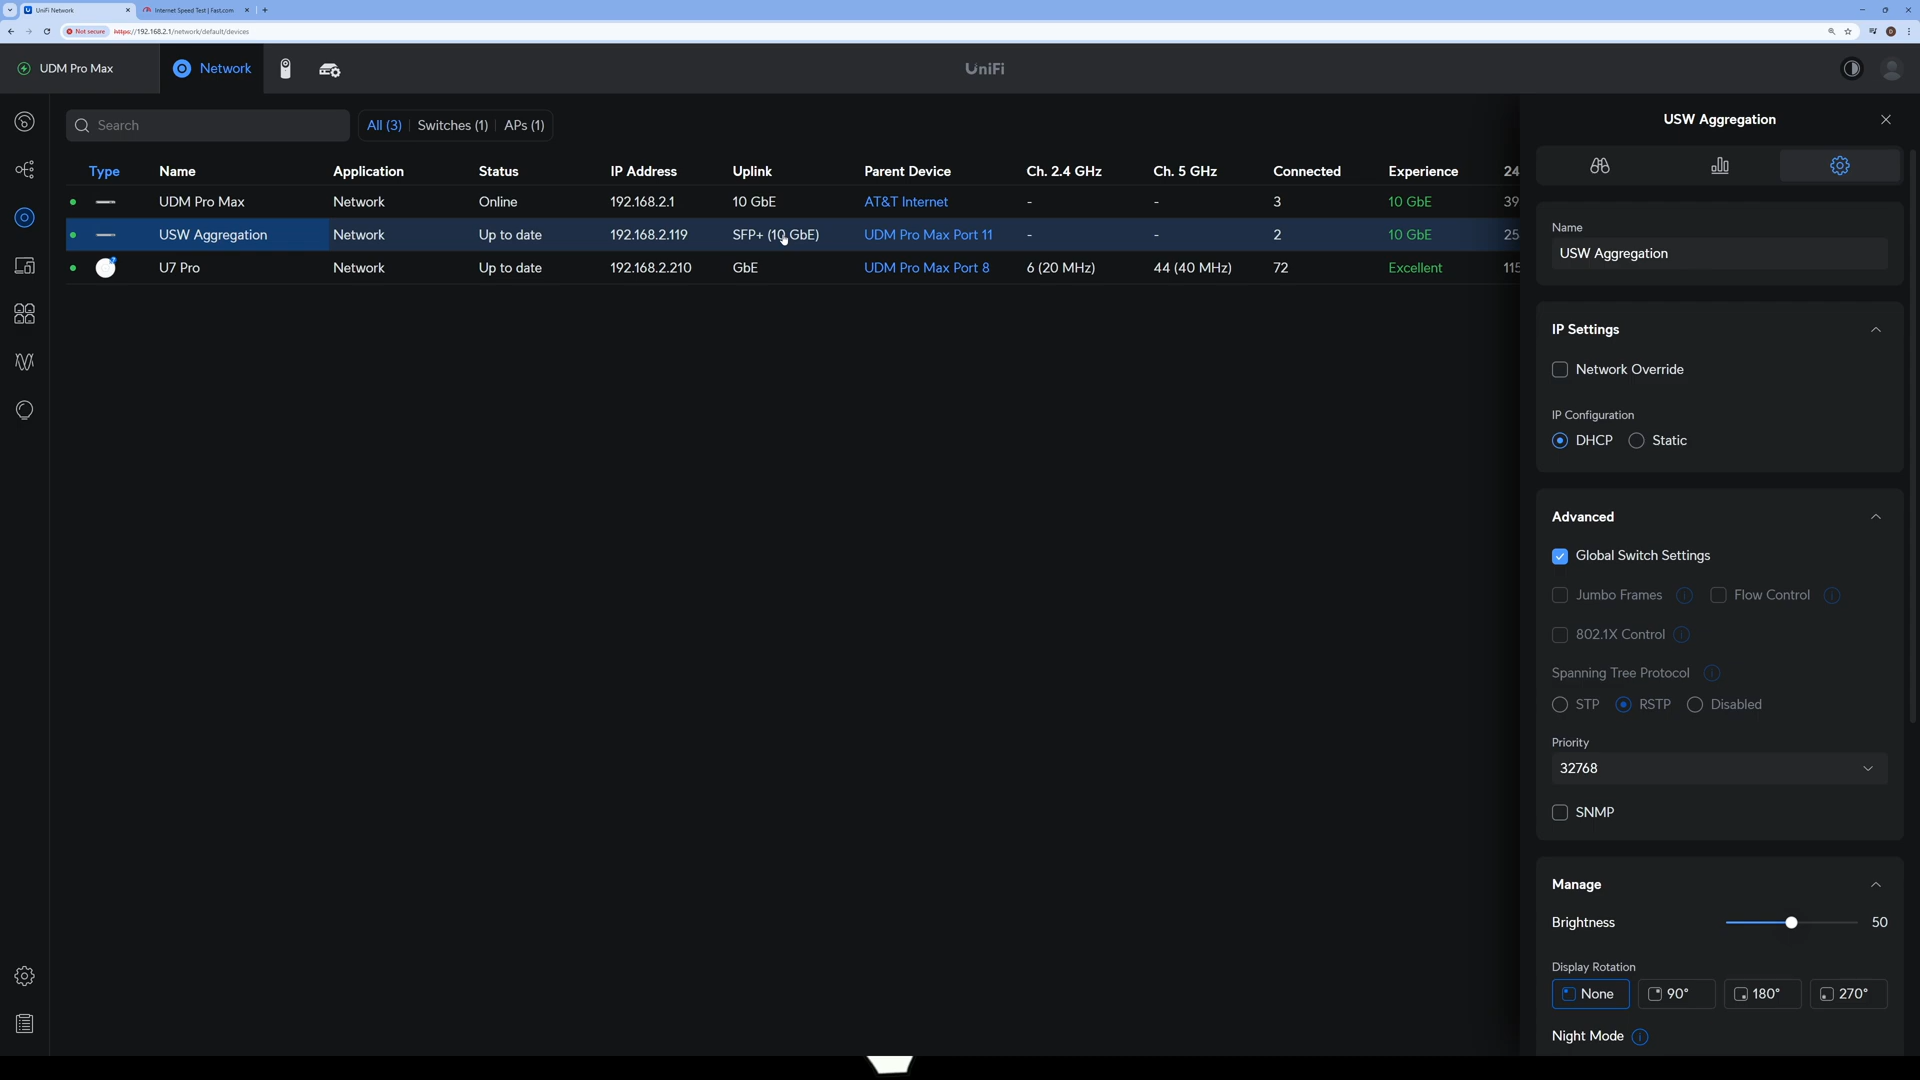 UniFi Network
Internet Speed Test | Fast.com
Not secure https://192.168.2.1/network/default/devices
UDM Pro Max
Network
UniFi
Search
All (3) Switches (1) APs (1)
Type Name Application Status IP Address Uplink Parent Device Ch. 2.4 GHz Ch. 5 GHz Connected Experience 24
UDM Pro Max Network Online 192.168.2.1 10 GbE AT&T Internet - - 3 10 GbE 39
USW Aggregation Network Up to date 192.168.2.119 SFP+ (10 GbE) UDM Pro Max Port 11 - - 2 10 GbE 25
U7 Pro Network Up to date 192.168.2.210 GbE UDM Pro Max Port 8 6 (20 MHz) 44 (40 MHz) 72 Excellent 115
USW Aggregation
Name
USW Aggregation
IP Settings
Network Override
IP Configuration
DHCP Static
Advanced
Global Switch Settings
Jumbo Frames Flow Control
802.1X Control
Spanning Tree Protocol
STP RSTP Disabled
Priority
32768
SNMP
Manage
Brightness 50
Display Rotation
None 90° 180° 270°
Night Mode